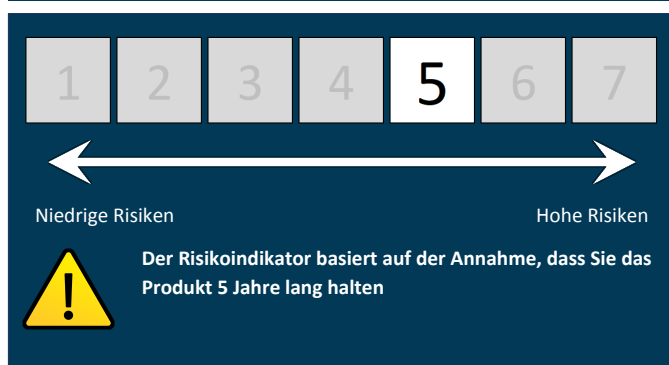 1 2 3 4 5 6 7
Niedrige Risiken Hohe Risiken
Der Risikoindikator basiert auf der Annahme, dass Sie das
Produkt 5 Jahre lang halten